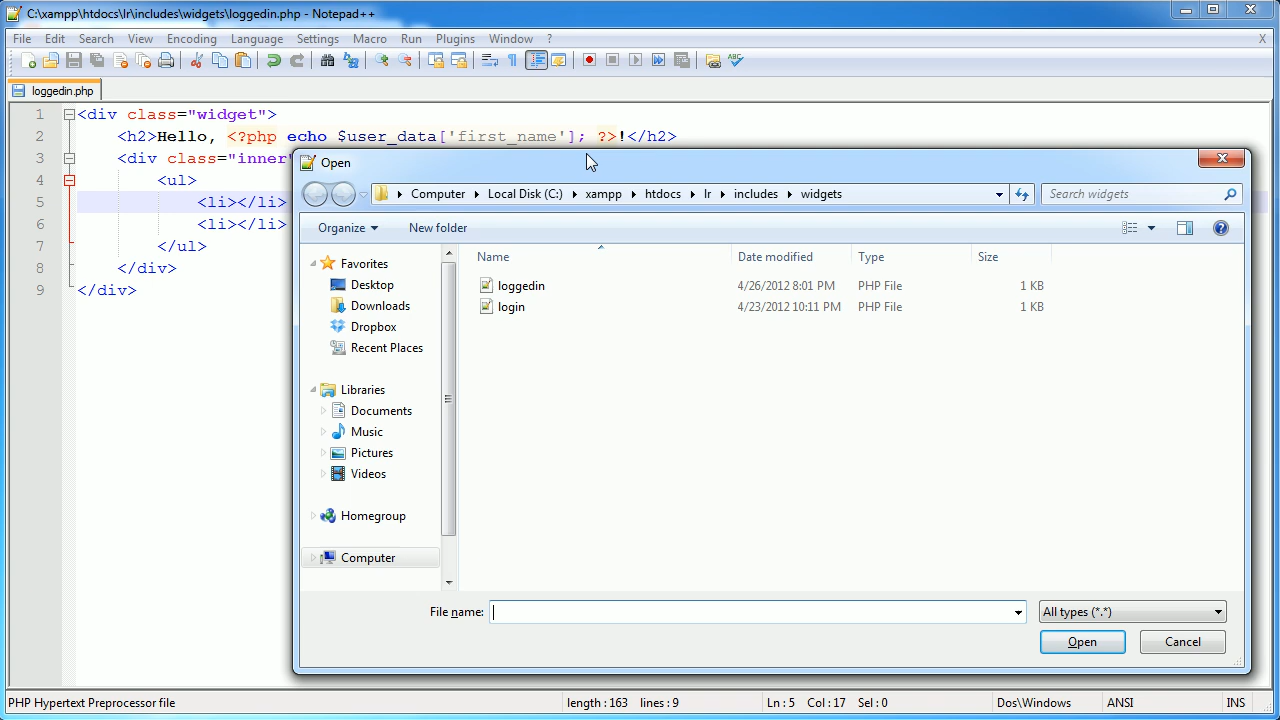 C:\xampp\htdocs\lr\includes\widgets\loggedin.php - Notepad++
File Edit Search View Encoding Language Settings Macro Run Plugins Window ? X
loggedin.php
1 <div class="widget">
2 <h2>Hello, <?php echo $user_data['first_name']; ?>!</h2>
3 <div class="inner"
4 <ul>
5 <li></li>
6 <li></li>
7 </ul>
8 </div>
9 </div>
Open
Computer Local Disk (C:) xampp htdocs lr includes widgets Search widgets
Organize New folder
Favorites
Desktop
Downloads
Dropbox
Recent Places
Libraries
Documents
Music
Pictures
Videos
Homegroup
Computer
Name Date modified Type Size
loggedin 4/26/2012 8:01 PM PHP File 1 KB
login 4/23/2012 10:11 PM PHP File 1 KB
File name: All types (*.*)
Open Cancel
PHP Hypertext Preprocessor file length : 163 lines : 9 Ln : 5 Col : 17 Sel : 0 Dos\Windows ANSI INS